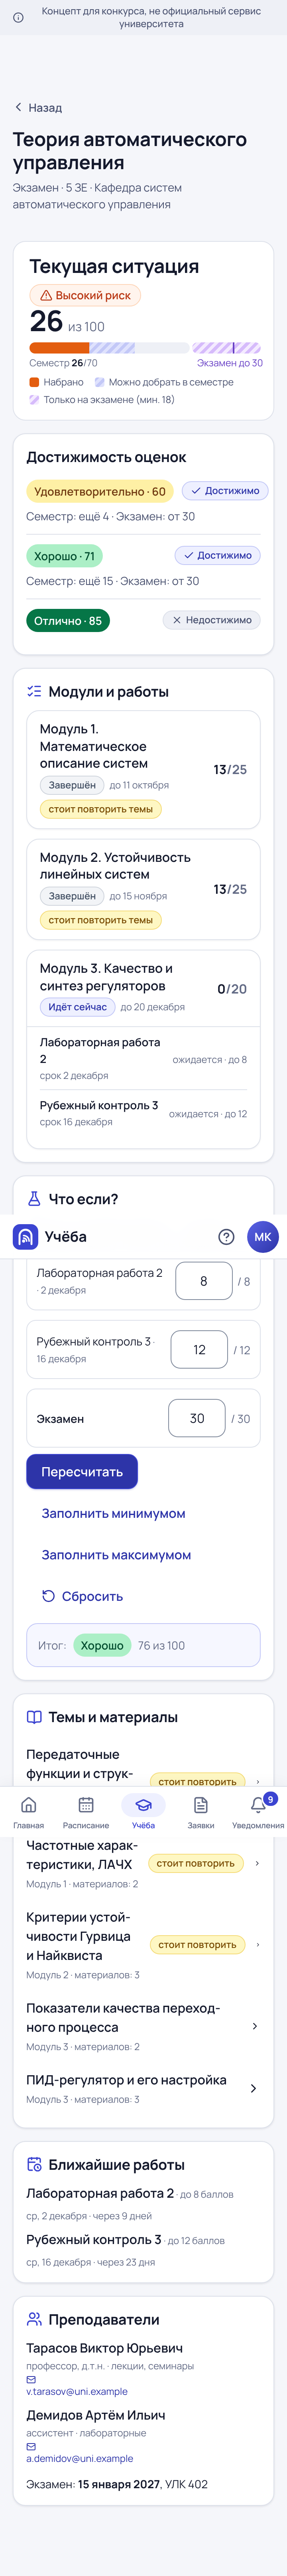 Концепт для конкурса, не официальный сервис
университета
Назад
Теория автоматического
управления
Экзамен · 5 ЗЕ · Кафедра систем
автоматического управления
Текущая ситуация
Высокий риск
26 из 100
Семестр 26/70
Экзамен до 30
Набрано
Можно добрать в семестре
Только на экзамене (мин. 18)
Достижимость оценок
Удовлетворительно · 60
Достижимо
Семестр: ещё 4 · Экзамен: от 30
Хорошо · 71
Достижимо
Семестр: ещё 15 · Экзамен: от 30
Отлично · 85
Недостижимо
Модули и работы
Модуль 1.
Математическое
описание систем
13/25
Завершён
до 11 октября
стоит повторить темы
Модуль 2. Устойчивость
линейных систем
13/25
Завершён
до 15 ноября
стоит повторить темы
Модуль 3. Качество и
синтез регуляторов
0/20
Идёт сейчас
до 20 декабря
Лабораторная работа
2
ожидается · до 8
срок 2 декабря
Рубежный контроль 3
ожидается · до 12
срок 16 декабря
Что если?
Учёба
МК
Лабораторная работа 2
· 2 декабря
8
/ 8
Рубежный контроль 3 ·
16 декабря
12
/ 12
Экзамен
30
/ 30
Пересчитать
Заполнить минимумом
Заполнить максимумом
Сбросить
Итог: Хорошо 76 из 100
Темы и материалы
Передаточные
функции и струк-
стоит повторить
Главная
Расписание
Учёба
Заявки
9
Уведомления
Частотные харак-
теристики, ЛАЧХ
стоит повторить
Модуль 1 · материалов: 2
Критерии устой-
чивости Гурвица
и Найквиста
стоит повторить
Модуль 2 · материалов: 3
Показатели качества переход-
ного процесса
Модуль 3 · материалов: 2
ПИД-регулятор и его настройка
Модуль 3 · материалов: 3
Ближайшие работы
Лабораторная работа 2 · до 8 баллов
ср, 2 декабря · через 9 дней
Рубежный контроль 3 · до 12 баллов
ср, 16 декабря · через 23 дня
Преподаватели
Тарасов Виктор Юрьевич
профессор, д.т.н. · лекции, семинары
v.tarasov@uni.example
Демидов Артём Ильич
ассистент · лабораторные
a.demidov@uni.example
Экзамен: 15 января 2027, УЛК 402